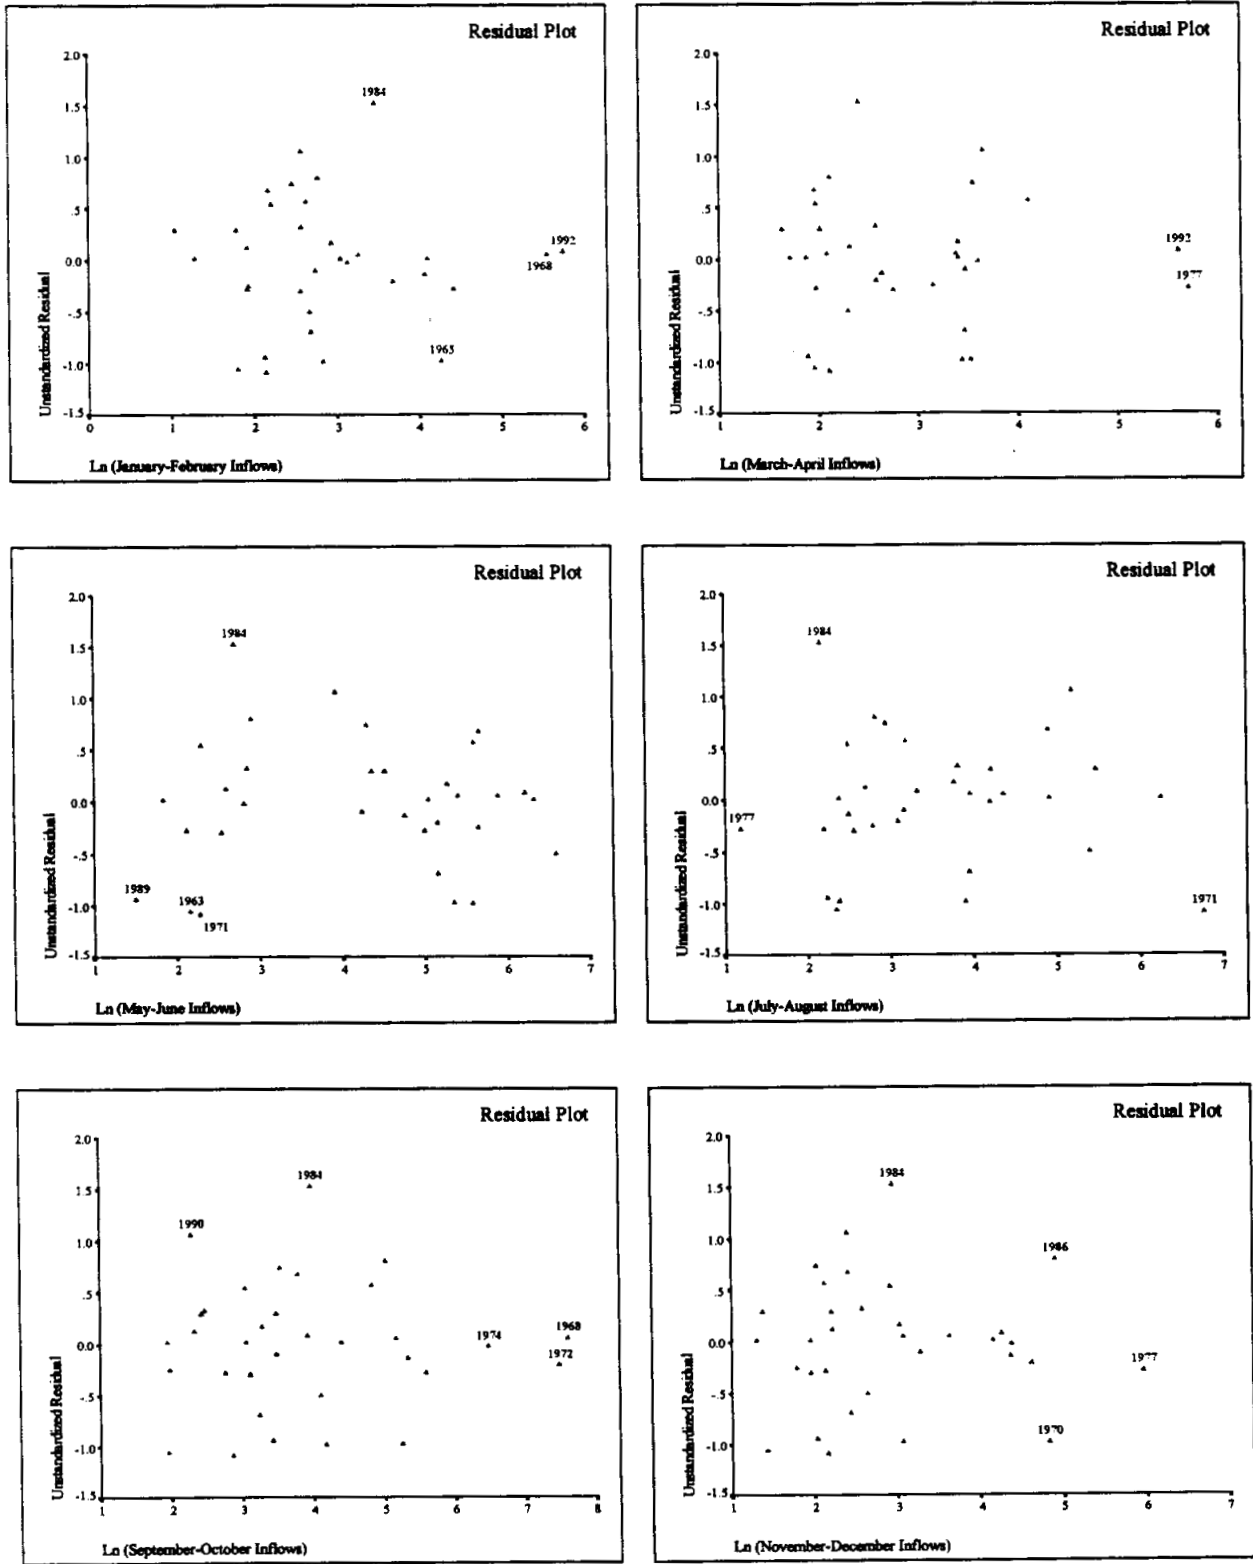 Residual Plot
2.0
1984
1.5
1.0
.5
1992
0.0
1968
-.5
1965
-1.0
-1.5
0 1 2 3 4 5 6
Unstandardized Residual
Ln (January-February Inflows)
Residual Plot
2.0
1.5
1.0
.5
1992
0.0
1977
-.5
-1.0
-1.5
1 2 3 4 5 6
Unstandardized Residual
Ln (March-April Inflows)
Residual Plot
2.0
1984
1.5
1.0
.5
0.0
-.5
1989
1963
-1.0
1971
-1.5
1 2 3 4 5 6 7
Unstandardized Residual
Ln (May-June Inflows)
Residual Plot
2.0
1984
1.5
1.0
.5
0.0
1977
-.5
1971
-1.0
-1.5
1 2 3 4 5 6 7
Unstandardized Residual
Ln (July-August Inflows)
Residual Plot
2.0
1984
1.5
1990
1.0
.5
1974
1968
0.0
1972
-.5
-1.0
-1.5
1 2 3 4 5 6 7 8
Unstandardized Residual
Ln (September-October Inflows)
Residual Plot
2.0
1984
1.5
1986
1.0
.5
0.0
1977
-.5
1970
-1.0
-1.5
1 2 3 4 5 6 7
Unstandardized Residual
Ln (November-December Inflows)